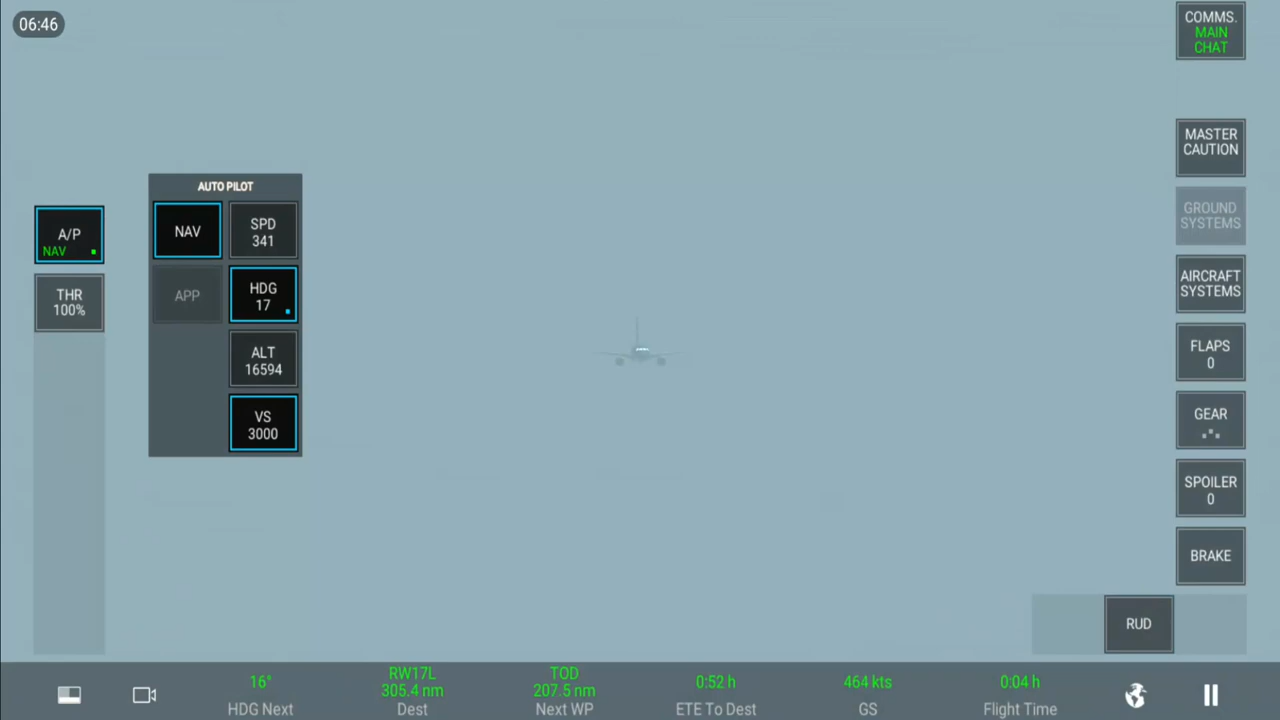 06:46
COMMS.
MAIN
CHAT
MASTER
CAUTION
AUTO PILOT
NAV
SPD
341
A/P
NAV
GROUND
SYSTEMS
APP
HDG
17
THR
100%
AIRCRAFT
SYSTEMS
ALT
16594
FLAPS
0
VS
3000
GEAR
SPOILER
0
BRAKE
RUD
16°
HDG Next
RW17L
305.4 nm
Dest
TOD
207.5 nm
Next WP
0:52 h
ETE To Dest
464 kts
GS
0:04 h
Flight Time